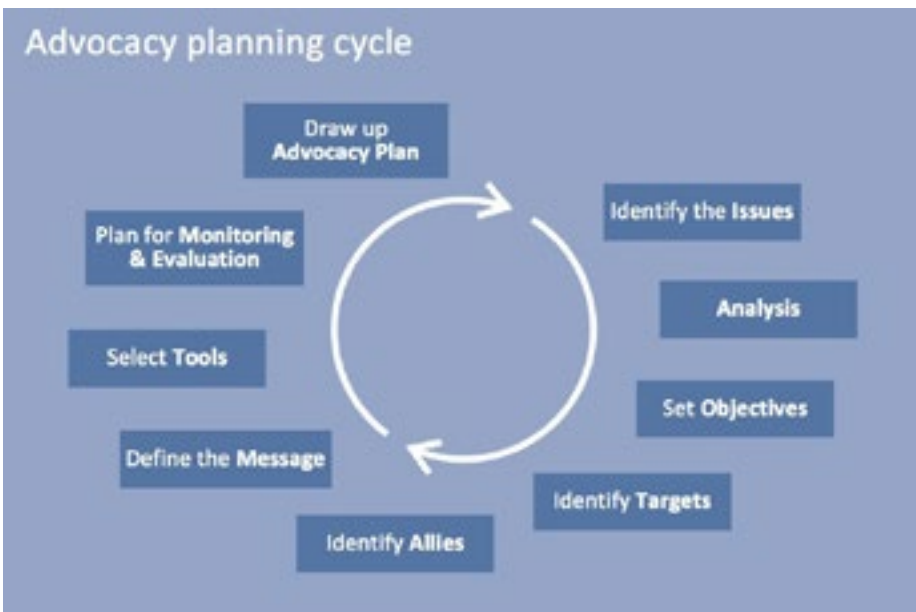 Advocacy planning cycle
Draw up
Advocacy Plan
Identify the Issues
Analysis
Set Objectives
Identify Targets
Identify Allies
Define the Message
Select Tools
Plan for Monitoring
& Evaluation